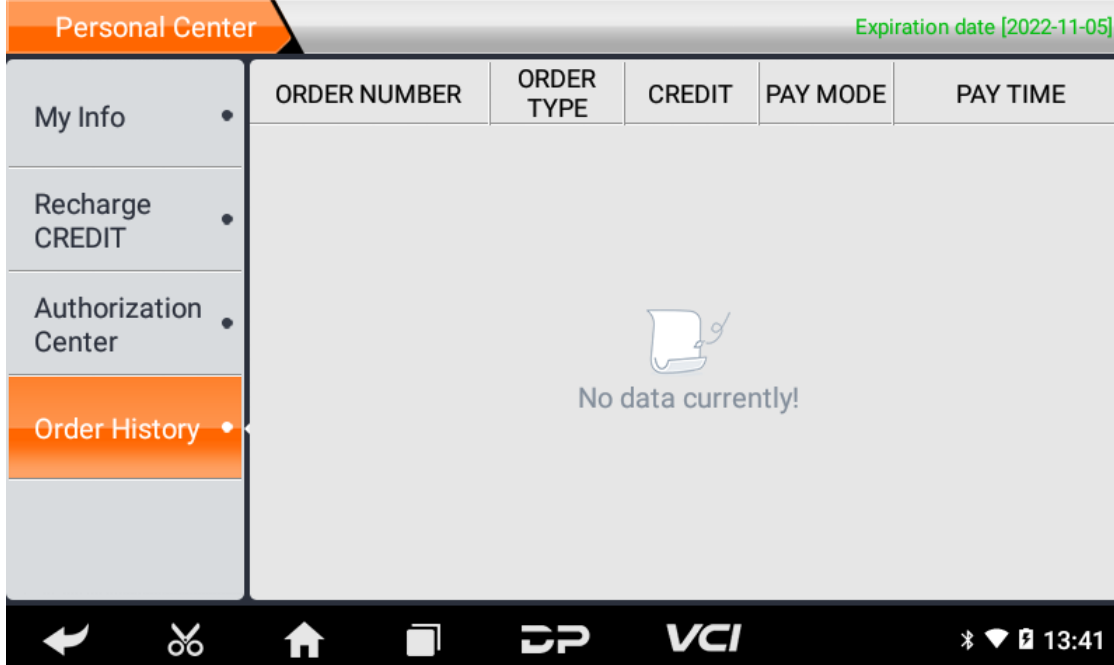 Personal Center
Expiration date [2022-11-05]
My Info
Recharge
CREDIT
Authorization
Center
Order History
ORDER NUMBER
ORDER
TYPE
CREDIT
PAY MODE
PAY TIME
No data currently!
DP
VCI
13:41